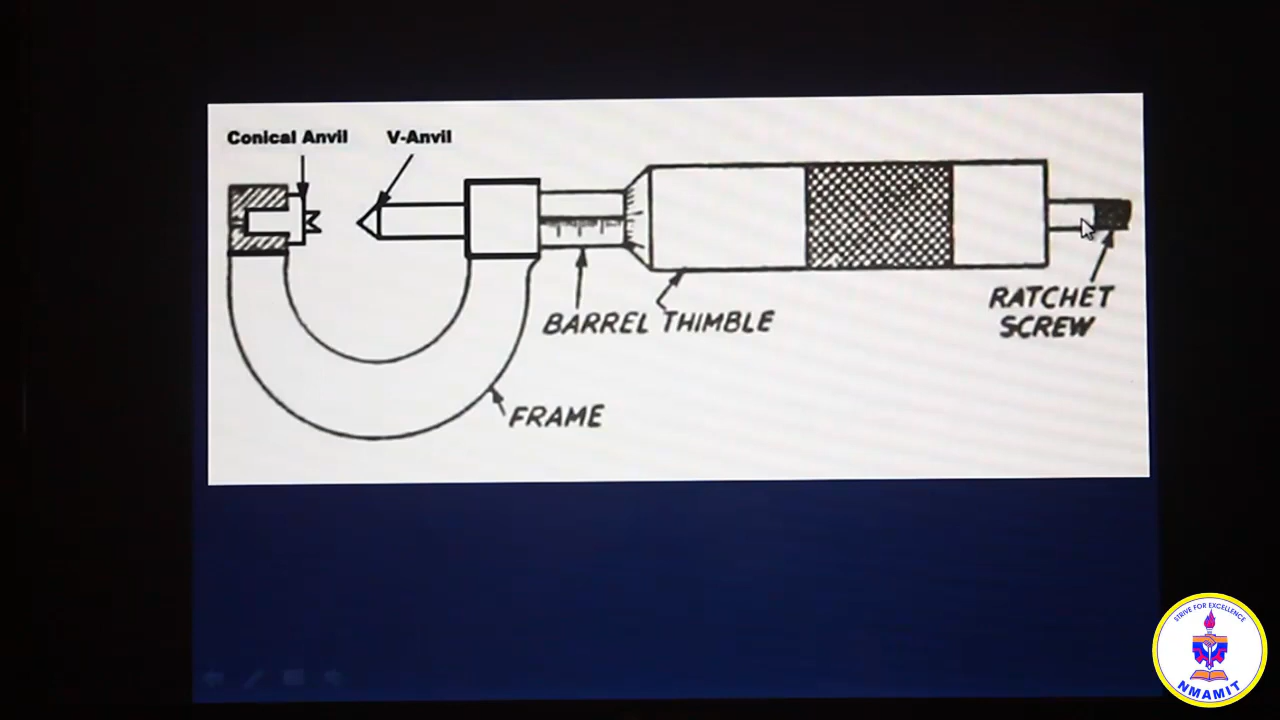 Conical Anvil
V-Anvil
BARREL
THIMBLE
RATCHET
SCREW
FRAME
STRIVE FOR EXCELLENCE
NMAMIT